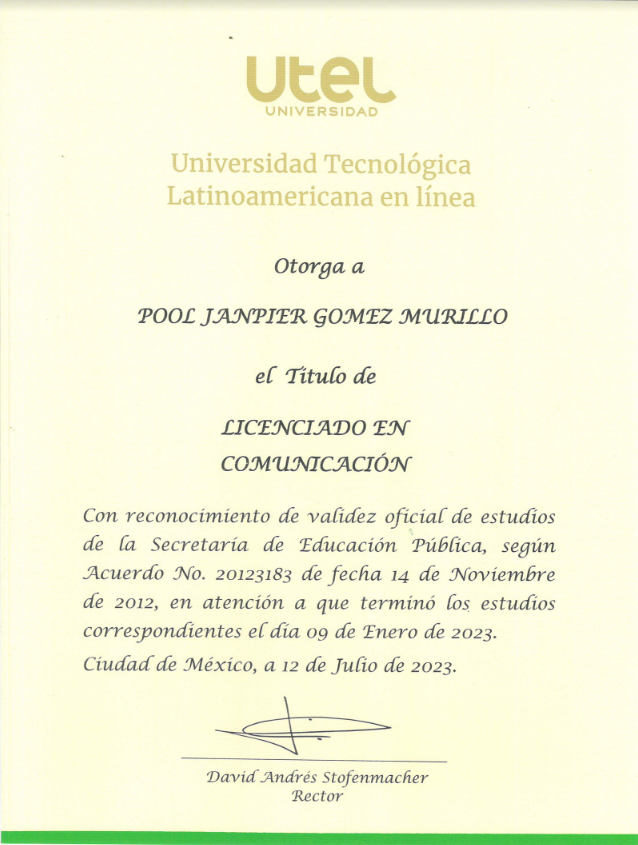 Utel
UNIVERSIDAD
Universidad Tecnológica
Latinoamericana en línea
Otorga a
POOL JANPIER GOMEZ MURILLO
el Título de
LICENCIADO EN
COMUNICACIÓN
Con reconocimiento de validez oficial de estudios
de la Secretaría de Educación Pública, según
Acuerdo No. 20123183 de fecha 14 de Noviembre
de 2012, en atención a que terminó los estudios
correspondientes el día 09 de Enero de 2023.
Ciudad de México, a 12 de Julio de 2023.
David Andrés Stofenmacher
Rector